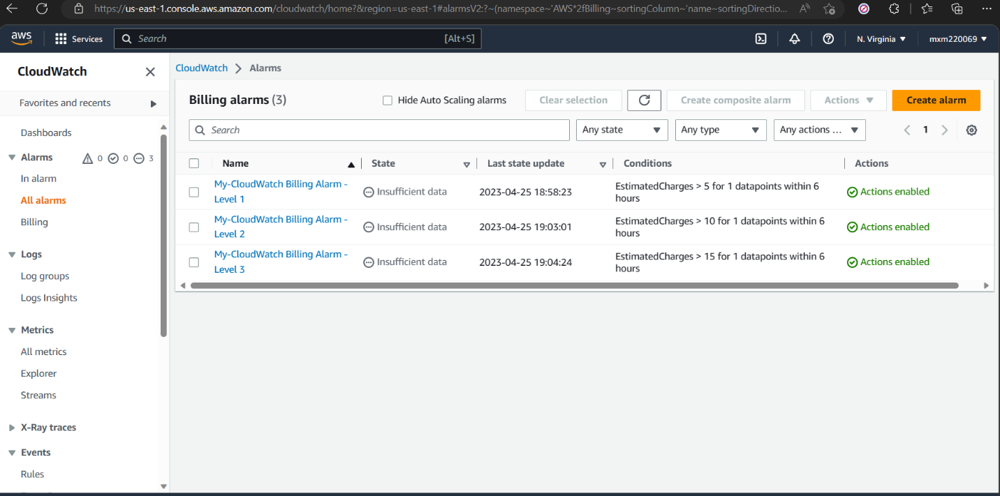 https://us-east-1.console.aws.amazon.com/cloudwatch/home?&region=us-east-1#alarmsV2:?~(namespace~'AWS*2fBilling~sortingColumn~'name~sortingDirectio...
aws Services Search [Alt+S] N. Virginia mxm220069
CloudWatch
Favorites and recents
Dashboards
Alarms 0 0 3
In alarm
All alarms
Billing
Logs
Log groups
Logs Insights
Metrics
All metrics
Explorer
Streams
X-Ray traces
Events
Rules
CloudWatch > Alarms
Billing alarms (3) Hide Auto Scaling alarms Clear selection Create composite alarm Actions Create alarm
Search Any state Any type Any actions ... 1
Name State Last state update Conditions Actions
My-CloudWatch Billing Alarm -
Level 1
Insufficient data 2023-04-25 18:58:23
EstimatedCharges > 5 for 1 datapoints within 6
hours
Actions enabled
My-CloudWatch Billing Alarm -
Level 2
Insufficient data 2023-04-25 19:03:01
EstimatedCharges > 10 for 1 datapoints within 6
hours
Actions enabled
My-CloudWatch Billing Alarm -
Level 3
Insufficient data 2023-04-25 19:04:24
EstimatedCharges > 15 for 1 datapoints within 6
hours
Actions enabled